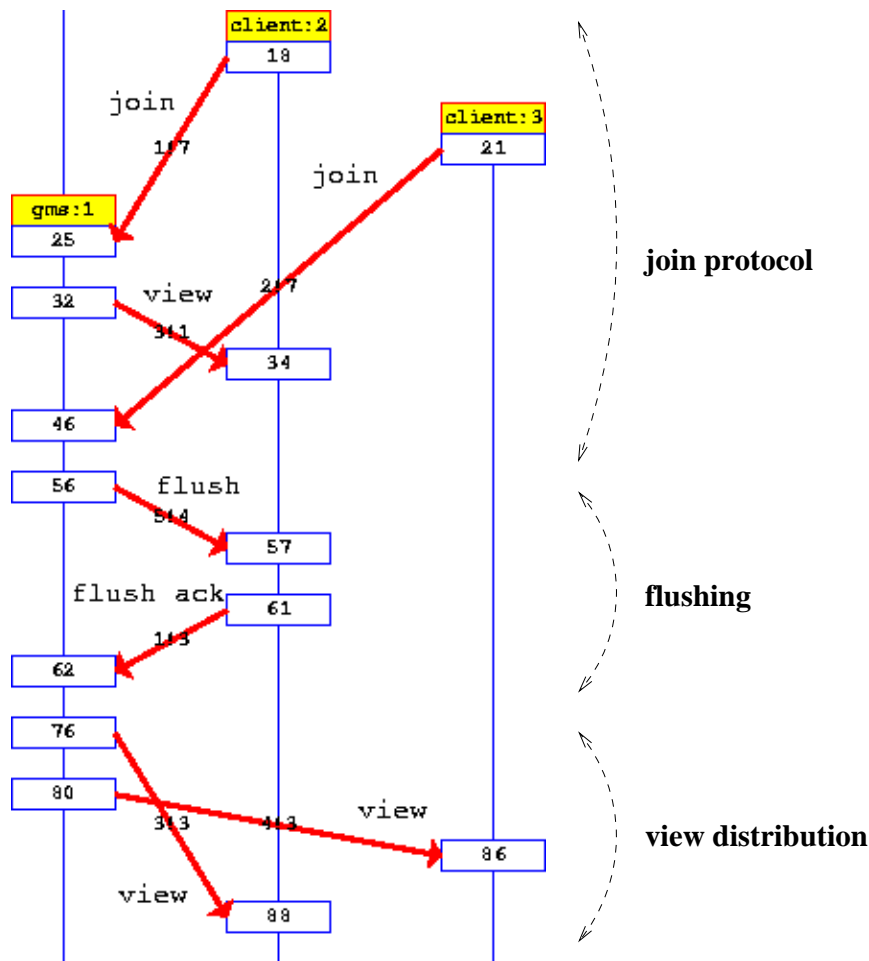 client:2
18
join
client:3
21
join
gms:1
25
join protocol
32
view
34
46
56
flush
57
flush ack
61
flushing
62
76
80
view
86
view distribution
view
88